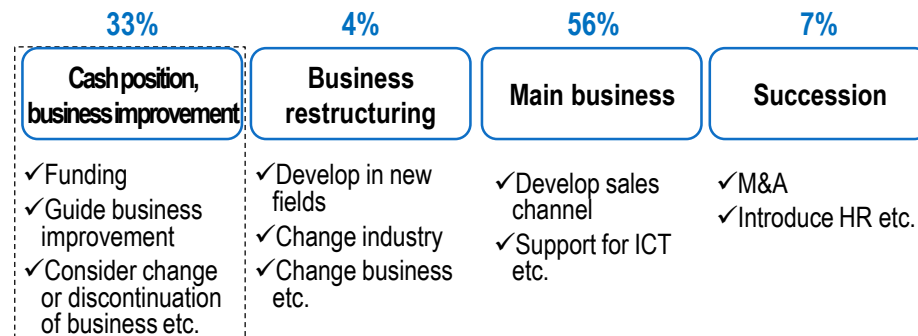 33%
Cash position,
business improvement
✓Funding
✓Guide business
improvement
✓Consider change
or discontinuation
of business etc.
4%
Business
restructuring
✓Develop in new
fields
✓Change industry
✓Change business
etc.
56%
Main business
✓Develop sales
channel
✓Support for ICT
etc.
7%
Succession
✓M&A
✓Introduce HR etc.